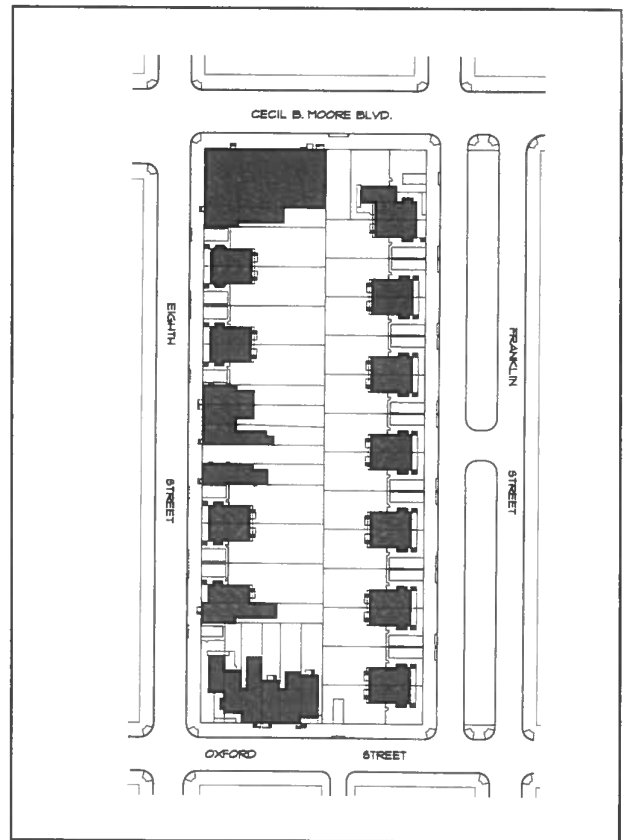 CECIL B. MOORE BLVD.
EIGHTH
STREET
FRANKLIN
STREET
OXFORD STREET